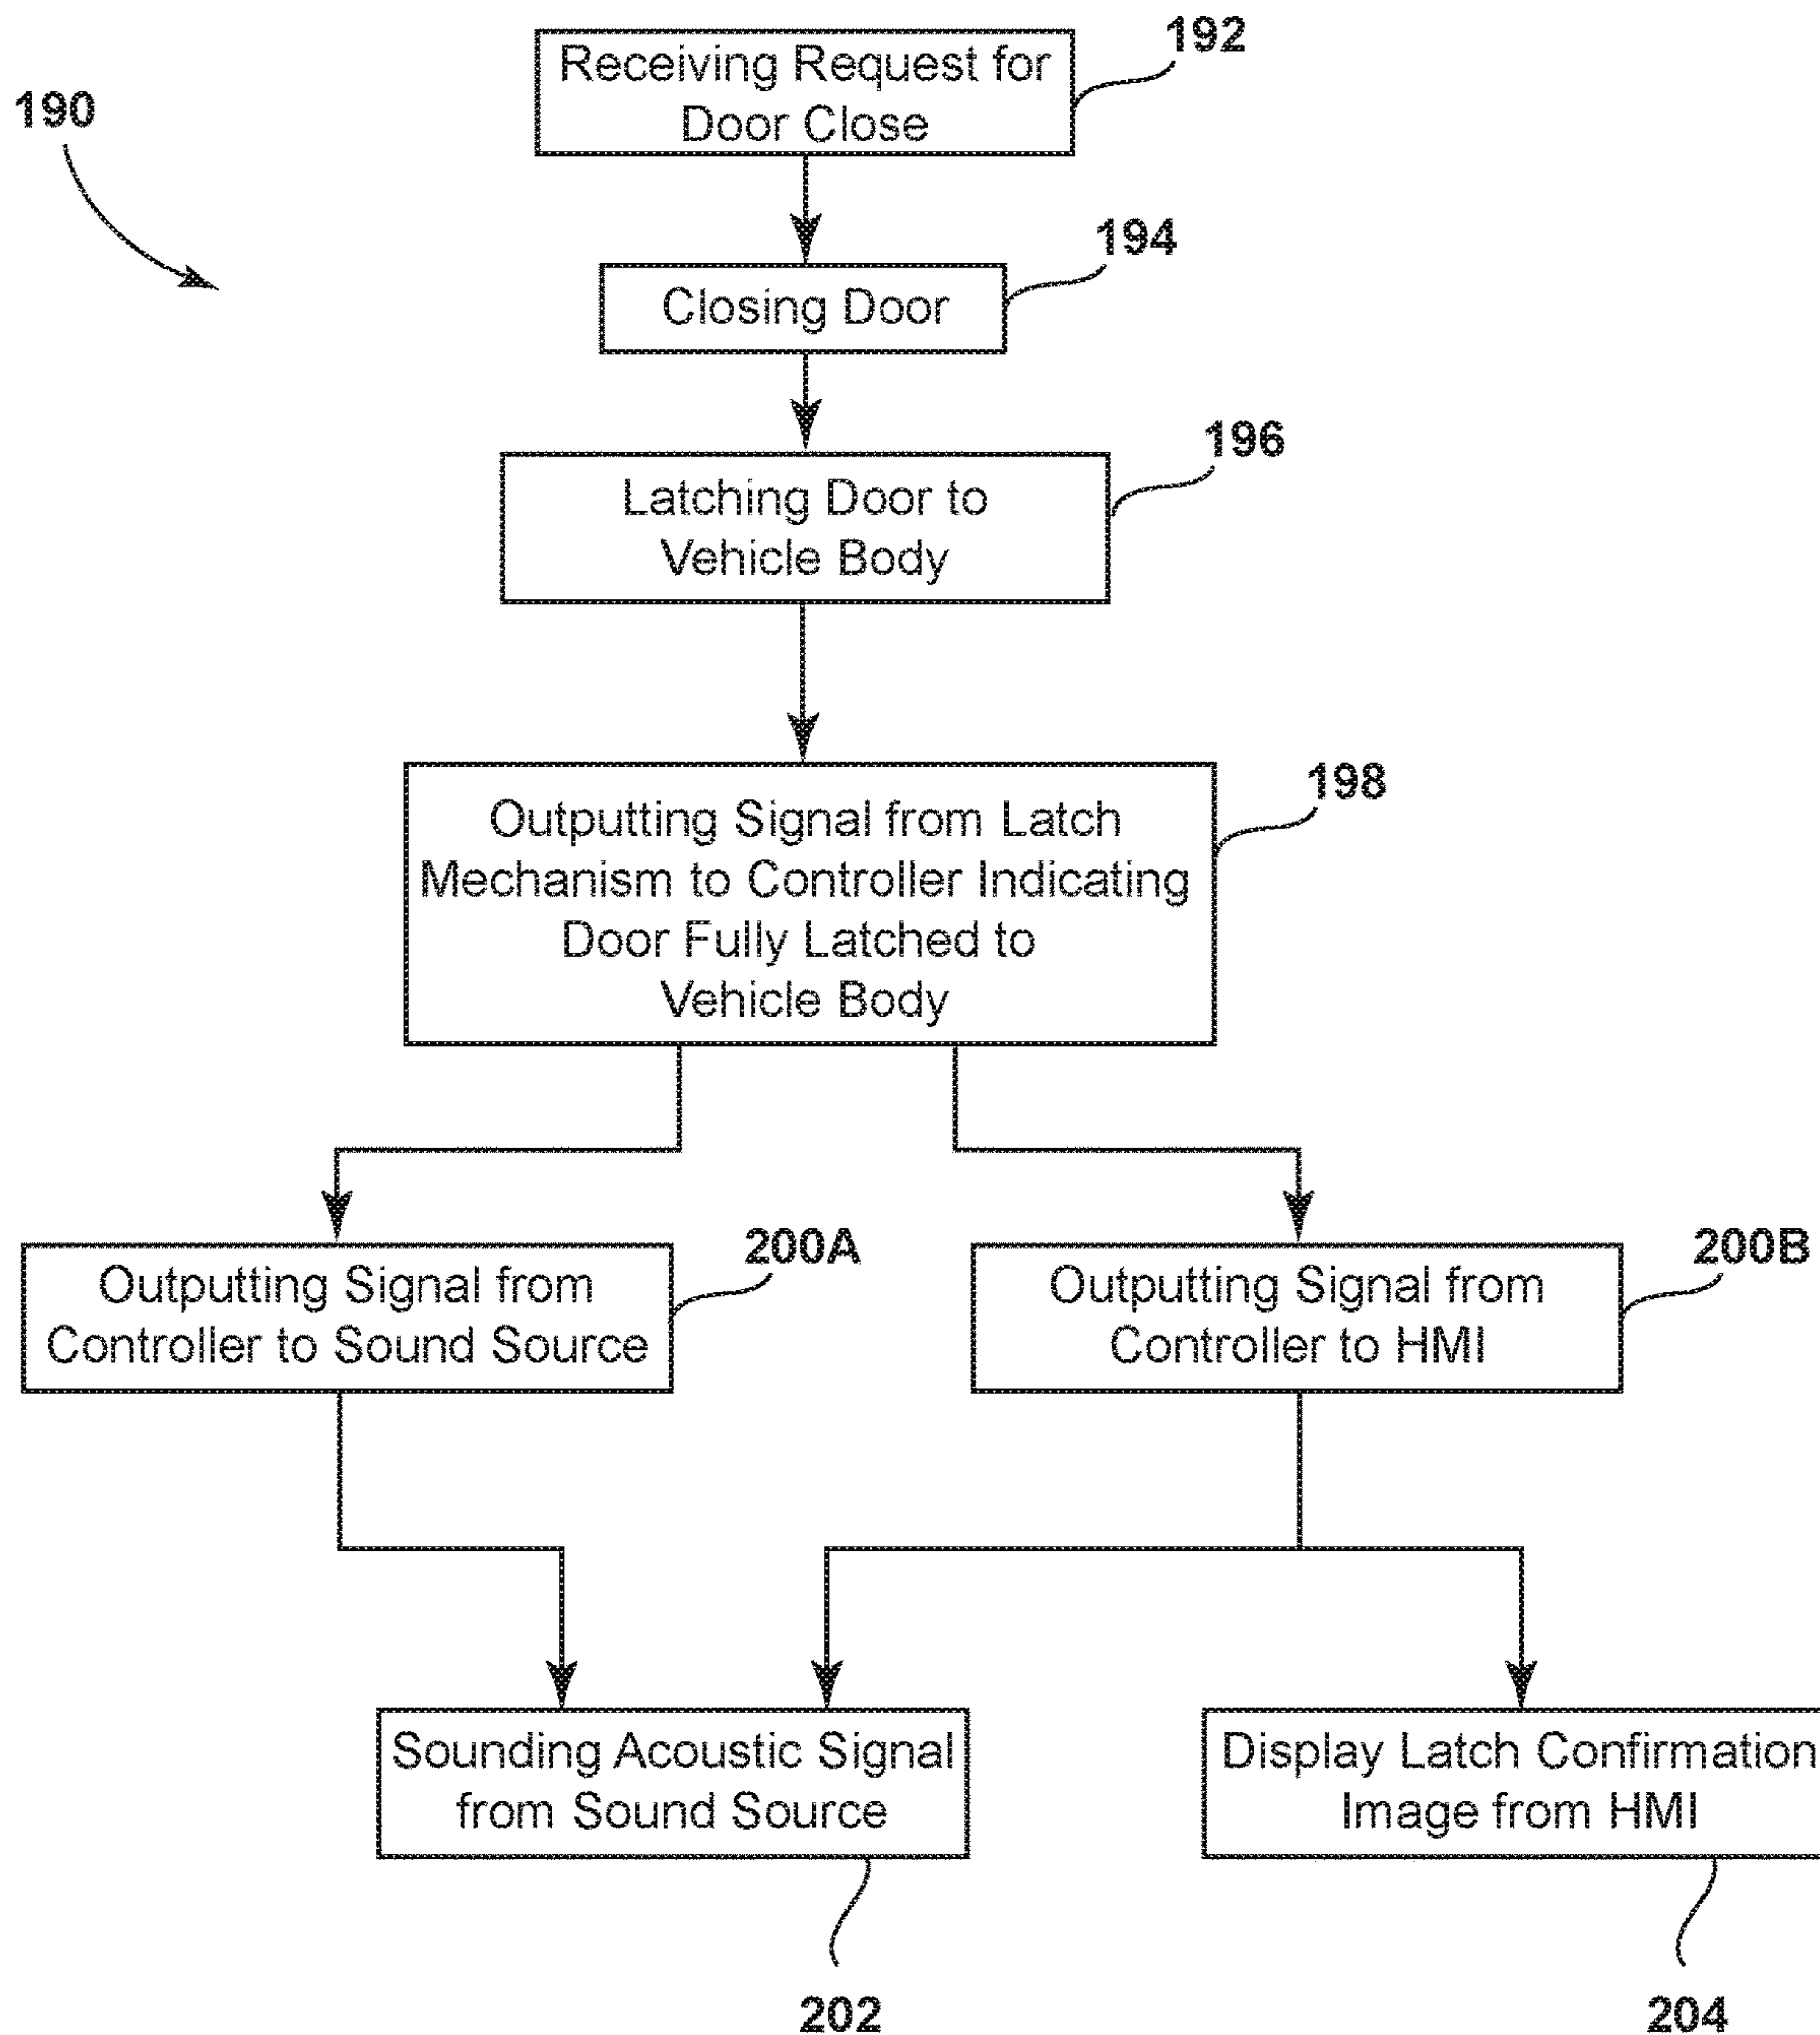 192
Receiving Request for
Door Close
190
194
Closing Door
196
Latching Door to
Vehicle Body
198
Outputting Signal from Latch
Mechanism to Controller Indicating
Door Fully Latched to
Vehicle Body
200A
Outputting Signal from
Controller to Sound Source
200B
Outputting Signal from
Controller to HMI
Sounding Acoustic Signal
from Sound Source
Display Latch Confirmation
Image from HMI
202
204